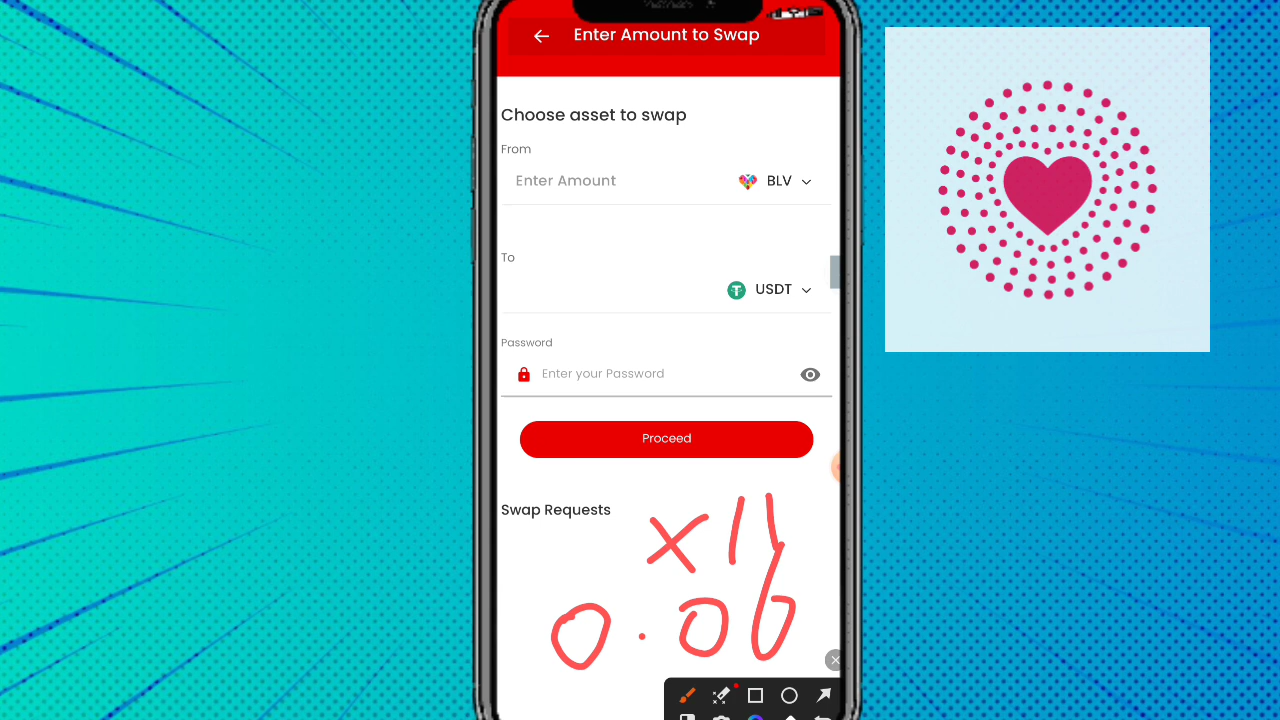 Enter Amount to Swap
Choose asset to swap
From
Enter Amount
BLV
To
USDT
Password
Enter your Password
Proceed
Swap Requests
x11
0.06